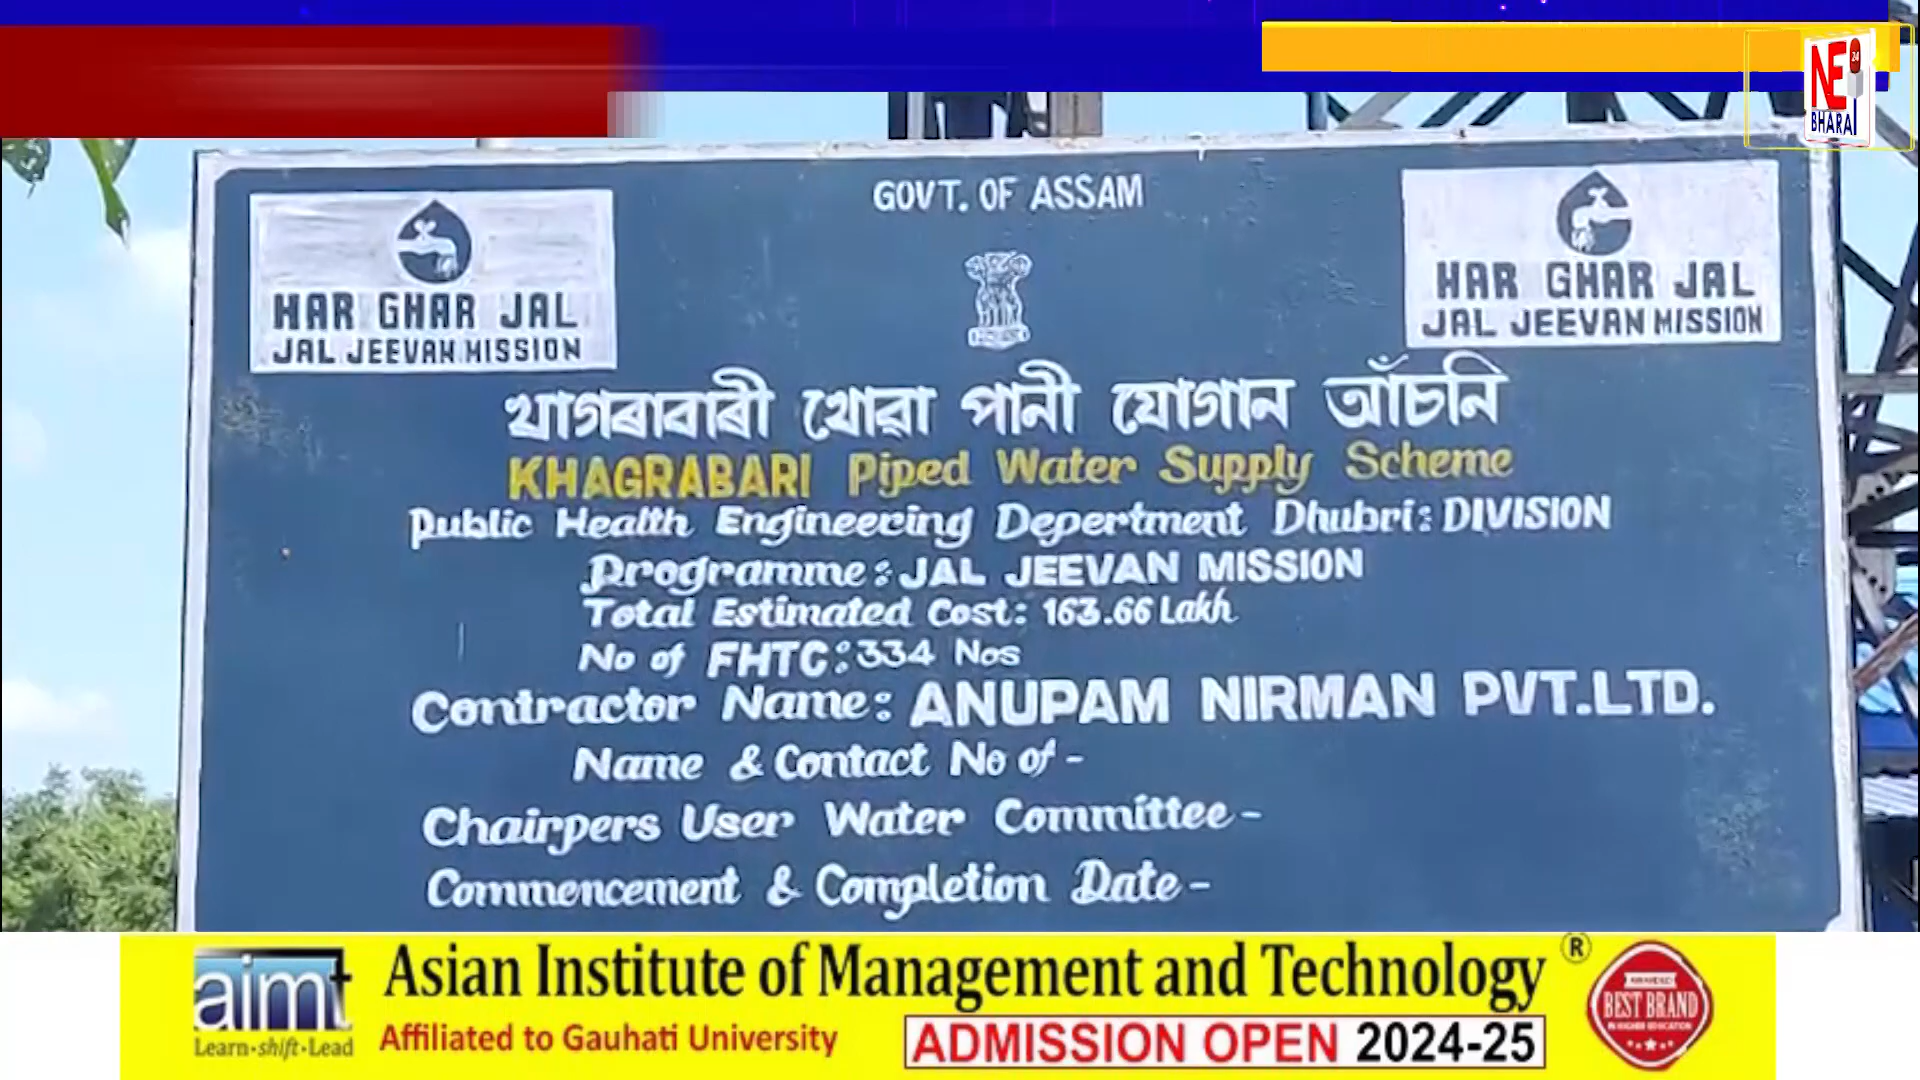 NE 24
BHARAT
GOVT. OF ASSAM
HAR GHAR JAL
JAL JEEVAN MISSION
HAR GHAR JAL
JAL JEEVAN MISSION
খাগৰাবাৰী খোৱা পানী যোগান আঁচনি
KHAGRABARI Piped Water Supply Scheme
Public Health Engineering Depertment Dhubri: DIVISION
Programme: JAL JEEVAN MISSION
Total Estimated Cost: 163.66 Lakh
No of FHTC: 334 Nos
Contractor Name: ANUPAM NIRMAN PVT.LTD.
Name & Contact No of -
Chairpers User Water Committee -
Commencement & Completion Date -
aimt
Learn•shift•Lead
Asian Institute of Management and Technology ®
Affiliated to Gauhati University
ADMISSION OPEN 2024-25
BEST BRAND